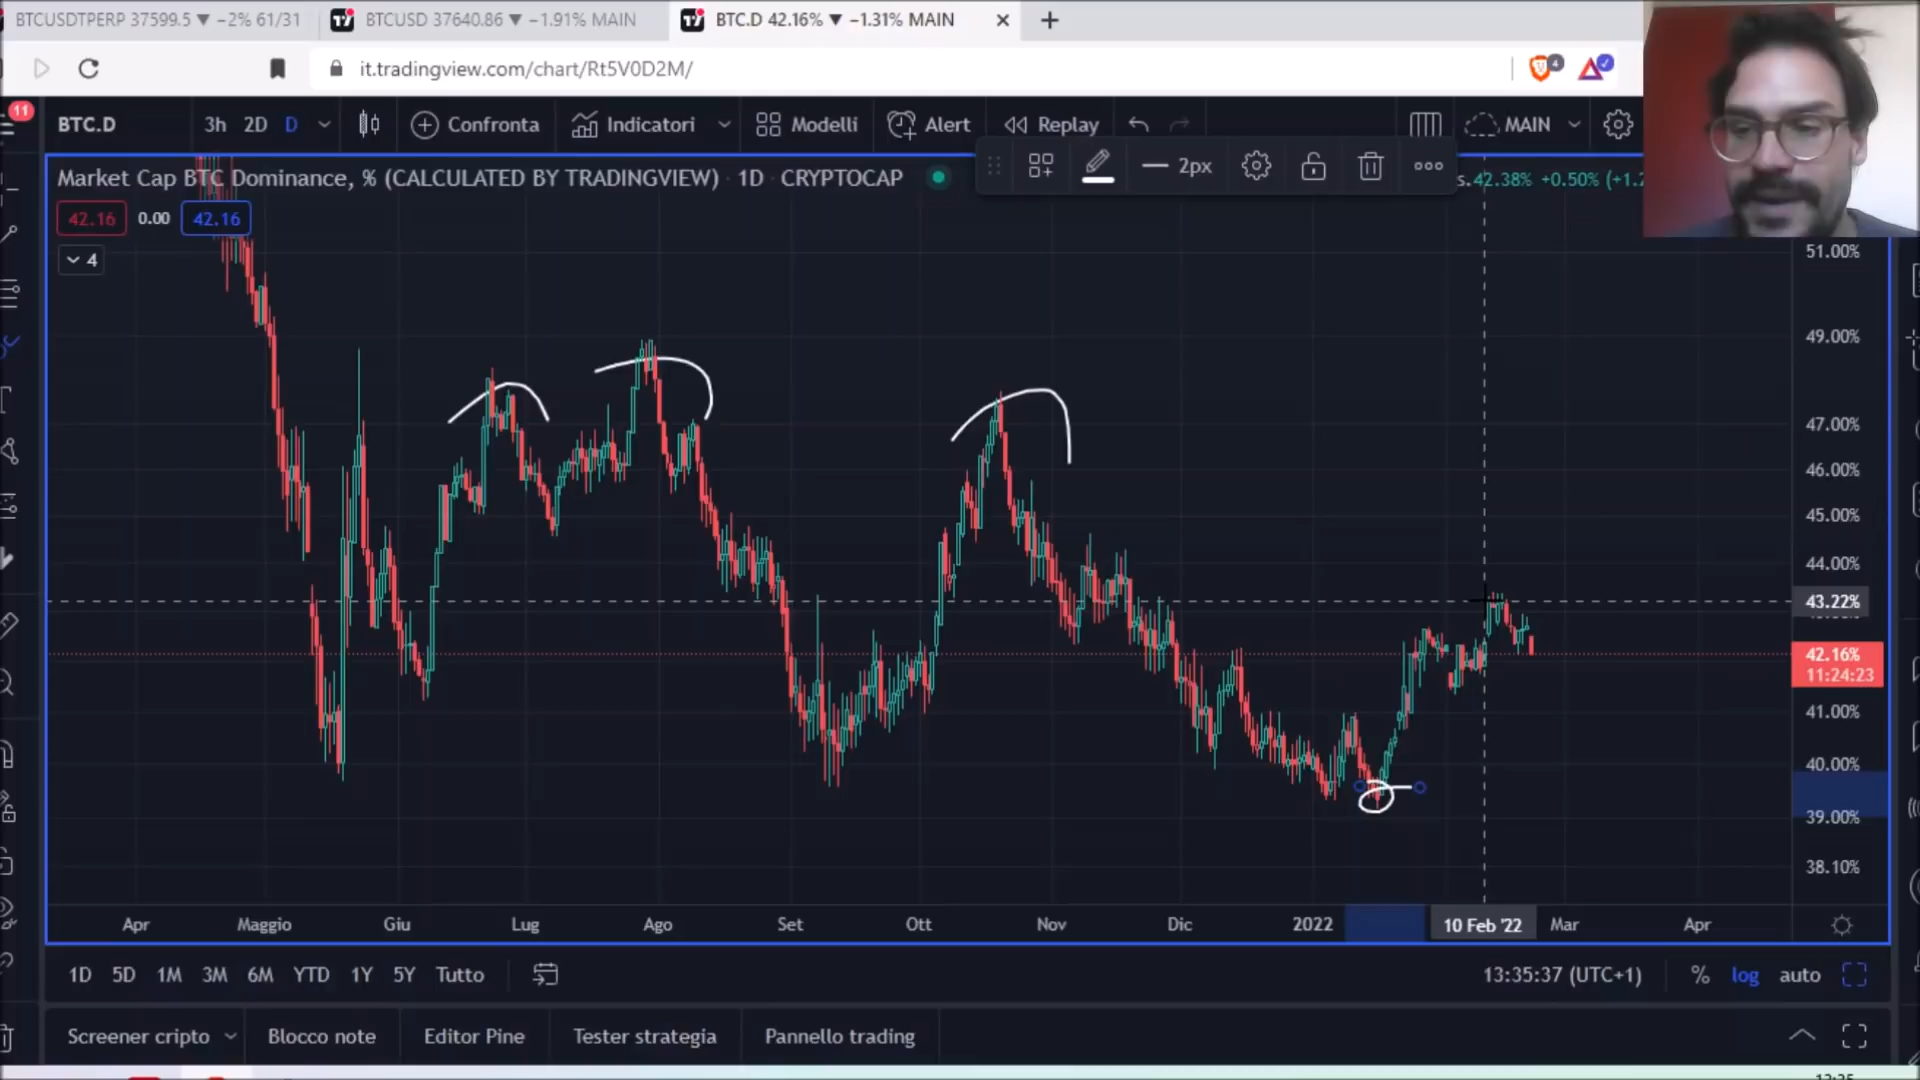 BTCUSDTPERP 37599.5 ▼ −2% 61/31
BTCUSD 37640.86 ▼ −1.91% MAIN
BTC.D 42.16% ▼ −1.31% MAIN
it.tradingview.com/chart/Rt5V0D2M/
4
11
BTC.D
3h 2D D
Confronta
Indicatori
Modelli
Alert
Replay
MAIN
2px
Market Cap BTC Dominance, % (CALCULATED BY TRADINGVIEW) · 1D · CRYPTOCAP
s.42.38% +0.50% (+1.2
42.16 0.00 42.16
4
51.00%
49.00%
47.00%
46.00%
45.00%
44.00%
43.22%
42.16%
11:24:23
41.00%
40.00%
39.00%
38.10%
Apr Maggio Giu Lug Ago Set Ott Nov Dic 2022 10 Feb '22 Mar Apr
1D 5D 1M 3M 6M YTD 1Y 5Y Tutto
13:35:37 (UTC+1) % log auto
Screener cripto Blocco note Editor Pine Tester strategia Pannello trading